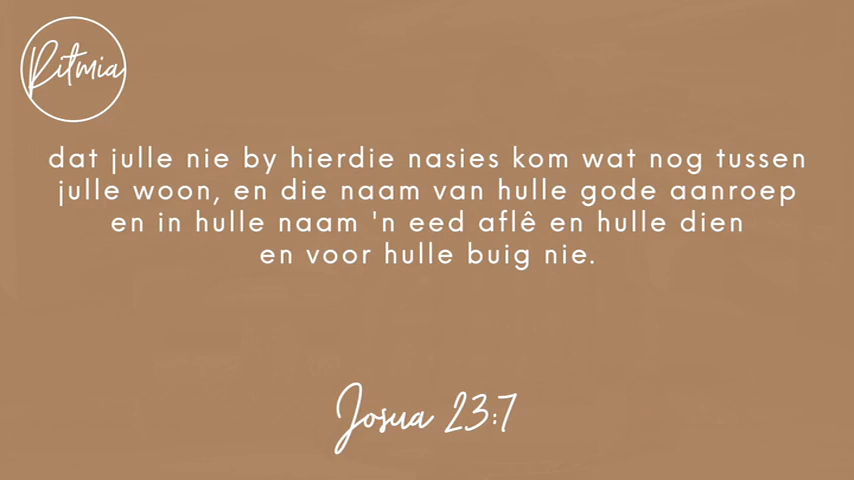 Ritmia
dat julle nie by hierdie nasies kom wat nog tussen
julle woon, en die naam van hulle gode aanroep
en in hulle naam 'n eed aflê en hulle dien
en voor hulle buig nie.
Josua 23:7